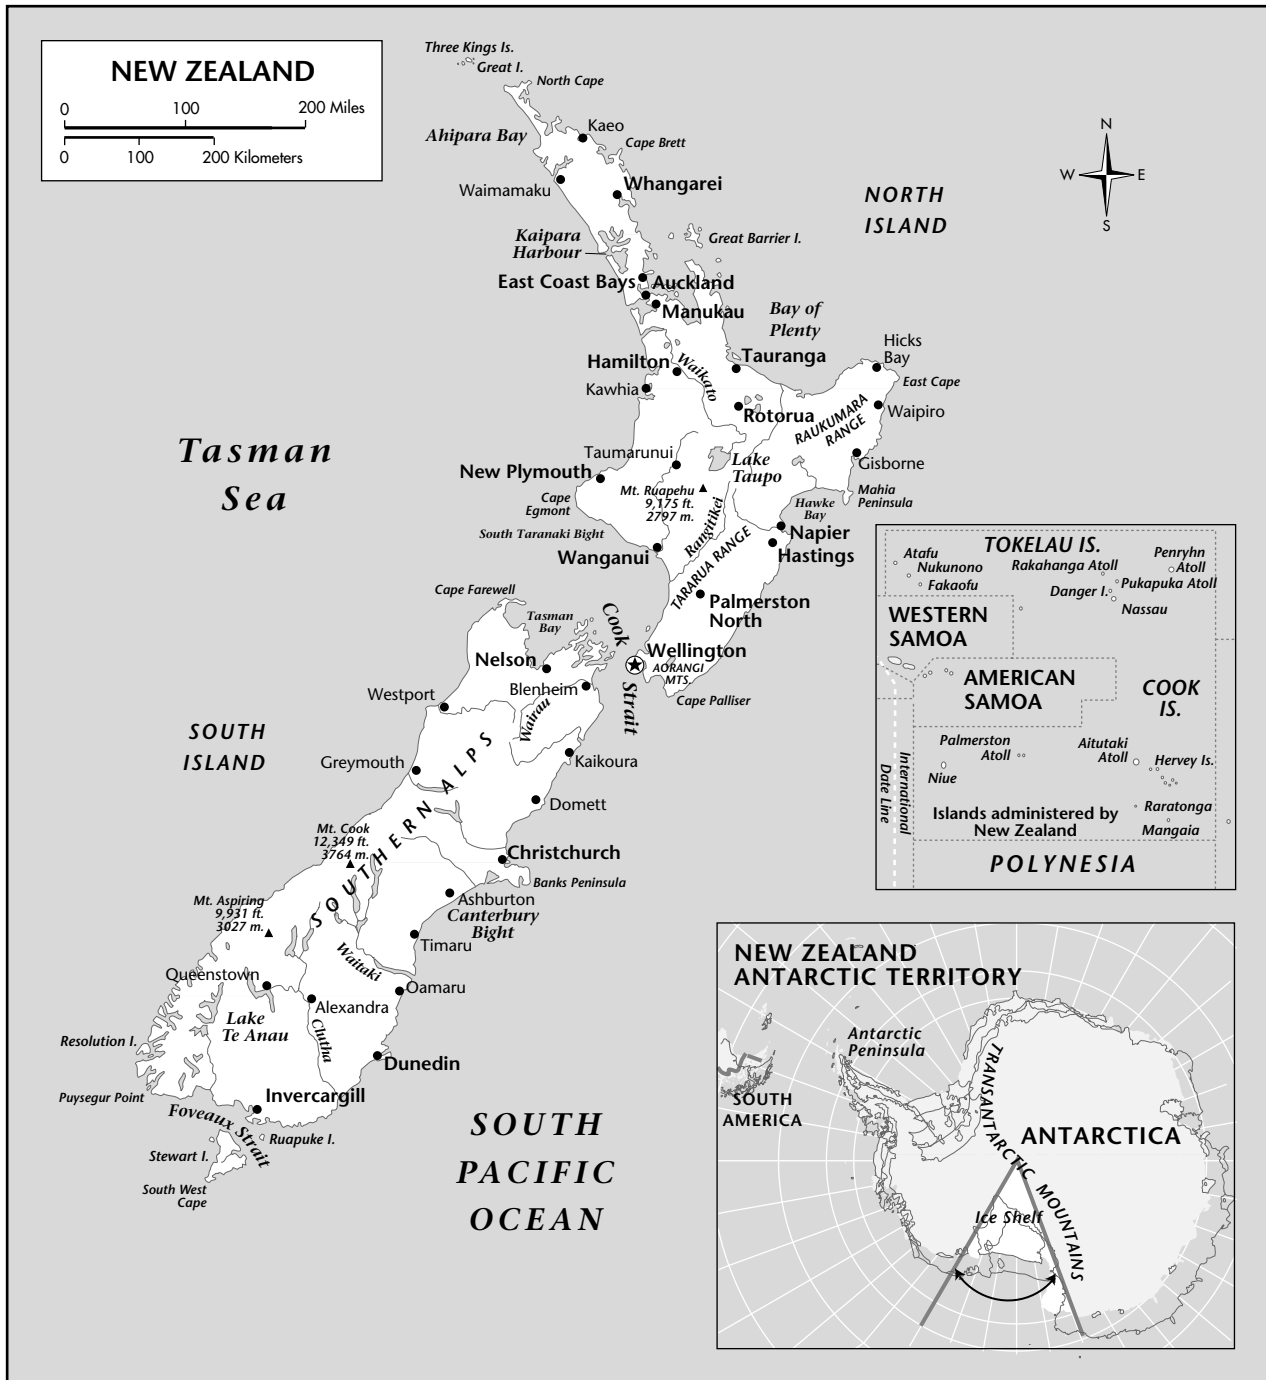 NEW ZEALAND
0 100 200 Miles
0 100 200 Kilometers
Three Kings Is.
Great I.
North Cape
Ahipara Bay
Kaeo
Cape Brett
Waimamaku
Whangarei
NORTH
ISLAND
N
W E
S
Kaipara
Harbour
Great Barrier I.
East Coast Bays
Auckland
Manukau
Bay of
Plenty
Hamilton
Waikato
Tauranga
Hicks
Bay
East Cape
Kawhia
Rotorua
RAUKUMARA
RANGE
Waipiro
Tasman
Sea
Taumarunui
Lake
Taupo
Gisborne
New Plymouth
Mt. Ruapehu
9,175 ft.
2797 m.
Cape
Egmont
Rangitikei
Mahia
Peninsula
Hawke
Bay
South Taranaki Bight
Napier
Wanganui
Hastings
TARARUA RANGE
Palmerston
North
Cape Farewell
Tasman
Bay
Cook
Strait
Nelson
Wellington
AORANGI
MTS.
Cape Palliser
Blenheim
Westport
Wairau
SOUTH
ISLAND
Kaikoura
Greymouth
SOUTHERN ALPS
Domett
Mt. Cook
12,349 ft.
3764 m.
Christchurch
Banks Peninsula
Mt. Aspiring
9,931 ft.
3027 m.
Ashburton
Canterbury
Bight
Timaru
Waitaki
Queenstown
Oamaru
Alexandra
Lake
Te Anau
Clutha
Resolution I.
Dunedin
Puysegur Point
Invercargill
Foveaux Strait
Ruapuke I.
Stewart I.
South West
Cape
SOUTH
PACIFIC
OCEAN
TOKELAU IS.
Atafu
Nukunono
Fakaofu
Rakahanga Atoll
Penryhn
Atoll
Pukapuka Atoll
Danger I.
Nassau
WESTERN
SAMOA
AMERICAN
SAMOA
COOK
IS.
Palmerston
Atoll
Aitutaki
Atoll
Hervey Is.
Niue
International
Date Line
Islands administered by
New Zealand
Raratonga
Mangaia
POLYNESIA
NEW ZEALAND
ANTARCTIC TERRITORY
Antarctic
Peninsula
SOUTH
AMERICA
TRANSANTARCTIC MOUNTAINS
ANTARCTICA
Ice Shelf